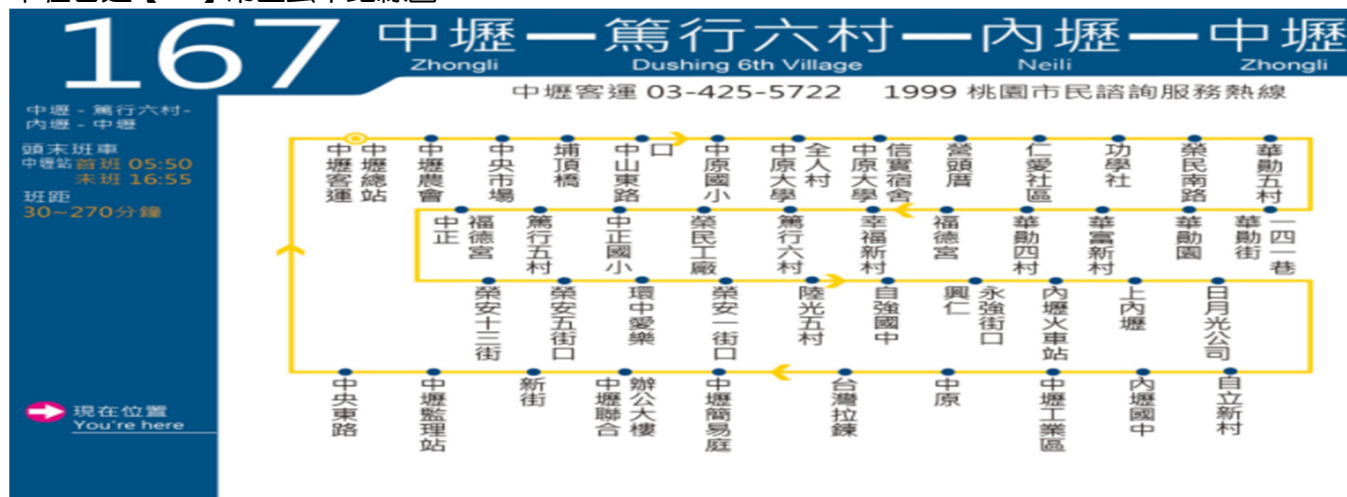 167
中壢一篤行六村一內壢一中壢
Zhongli Dushing 6th Village Neili Zhongli
中壢客運 03-425-5722 1999 桃園市民諮詢服務熱線
中壢 - 篤行六村-
內壢 - 中壢
頭末班車
中壢站 首班 05:50
末班 16:55
班距
30~270分鐘
現在位置
You're here
中壢客運
中壢總站
中壢農會
中央市場
埔頂橋
中山東路
口
中原國小
中原大學
全人村
中原大學
信實宿舍
營頭厝
仁愛社區
功學社
榮民南路
華勛五村
中正
福德宮
篤行五村
中正國小
榮民工廠
篤行六村
幸福新村
福德宮
華勛四村
華富新村
華勛園
華勛街
一四一巷
榮安十三街
榮安五街口
環中愛樂
榮安一街口
陸光五村
自強國中
興仁
永強街口
內壢火車站
上內壢
日月光公司
中央東路
中壢監理站
新街
中壢聯合
辦公大樓
中壢簡易庭
台灣拉鍊
中原
中壢工業區
內壢國中
自立新村